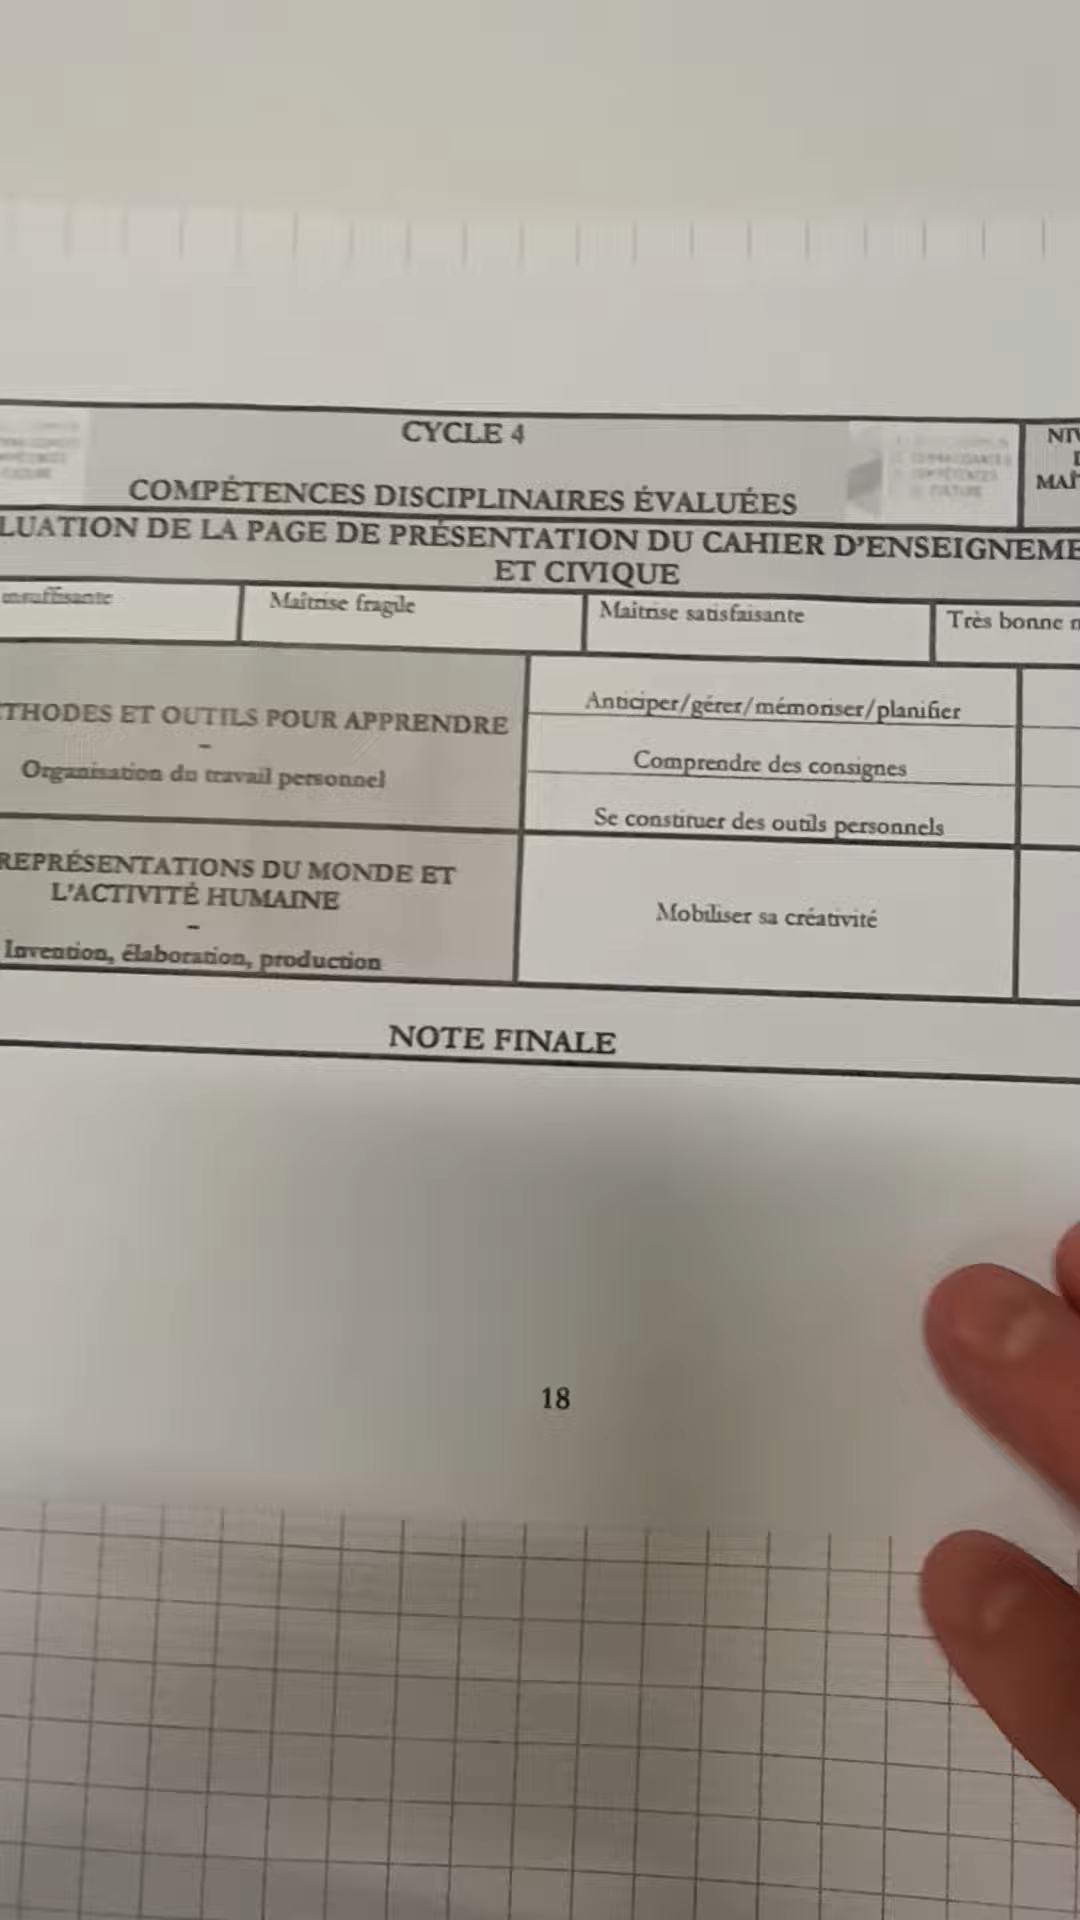 CYCLE 4
COMPÉTENCES DISCIPLINAIRES ÉVALUÉES
NIV
D
MAÎ
LUATION DE LA PAGE DE PRÉSENTATION DU CAHIER D'ENSEIGNEME
ET CIVIQUE
insuffisante
Maîtrise fragile
Maîtrise satisfaisante
Très bonne m
THODES ET OUTILS POUR APPRENDRE
–
Organisation du travail personnel
Anticiper/gérer/mémoriser/planifier
Comprendre des consignes
Se constituer des outils personnels
REPRÉSENTATIONS DU MONDE ET
L'ACTIVITÉ HUMAINE
–
Invention, élaboration, production
Mobiliser sa créativité
NOTE FINALE
18